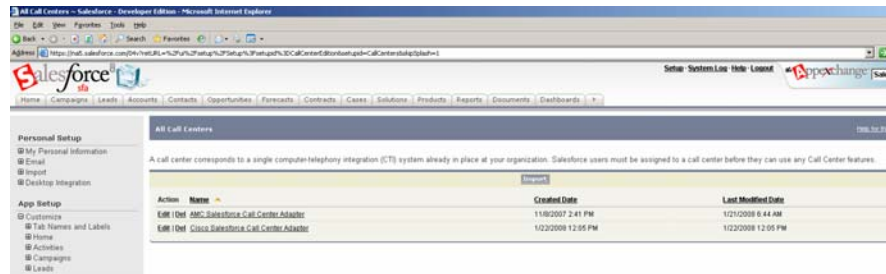 All Call Centers ~ Salesforce - Developer Edition - Microsoft Internet Explorer
File Edit View Favorites Tools Help
Back Search Favorites
Address
salesforce sfa
Setup · System Log · Help · Logout
AppExchange
Home Campaigns Leads Accounts Contacts Opportunities Forecasts Contracts Cases Solutions Products Reports Documents Dashboards
Personal Setup
My Personal Information
Email
Import
Desktop Integration
App Setup
Customize
Tab Names and Labels
Home
Activities
Campaigns
Leads
All Call Centers
A call center corresponds to a single computer-telephony integration (CTI) system already in place at your organization. Salesforce users must be assigned to a call center before they can use any Call Center features.
Import
Action Name Created Date Last Modified Date
Edit | Del AMC Salesforce Call Center Adapter 11/8/2007 2:41 PM 1/21/2008 6:44 AM
Edit | Del Cisco Salesforce Call Center Adapter 1/22/2008 12:05 PM 1/22/2008 12:05 PM